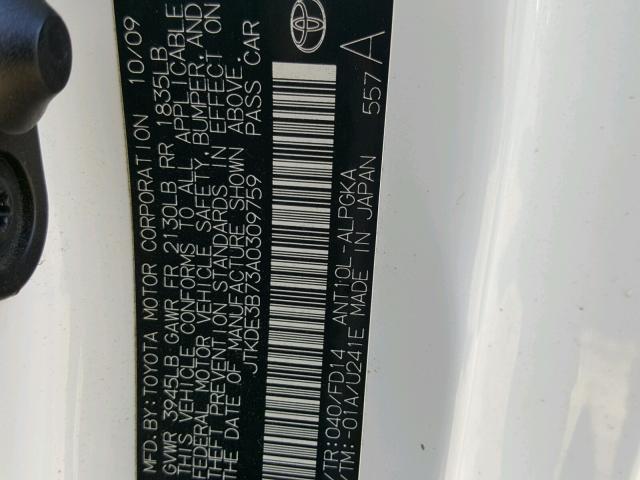 MFD.BY:TOYOTA MOTOR CORPORATION 10/09
GVWR 3945LB GAWR FR 2130LB RR 1835LB
THIS VEHICLE CONFORMS TO ALL APPLICABLE
FEDERAL MOTOR VEHICLE SAFETY, BUMPER, AND
THEFT PREVENTION STANDARDS IN EFFECT ON
THE DATE OF MANUFACTURE SHOWN ABOVE.
JTKDE3B73A0309759 PASS CAR
/TR:040/FD14 ANT10L-ALPGKA
/TM:-01A/U241E MADE IN JAPAN 557 A